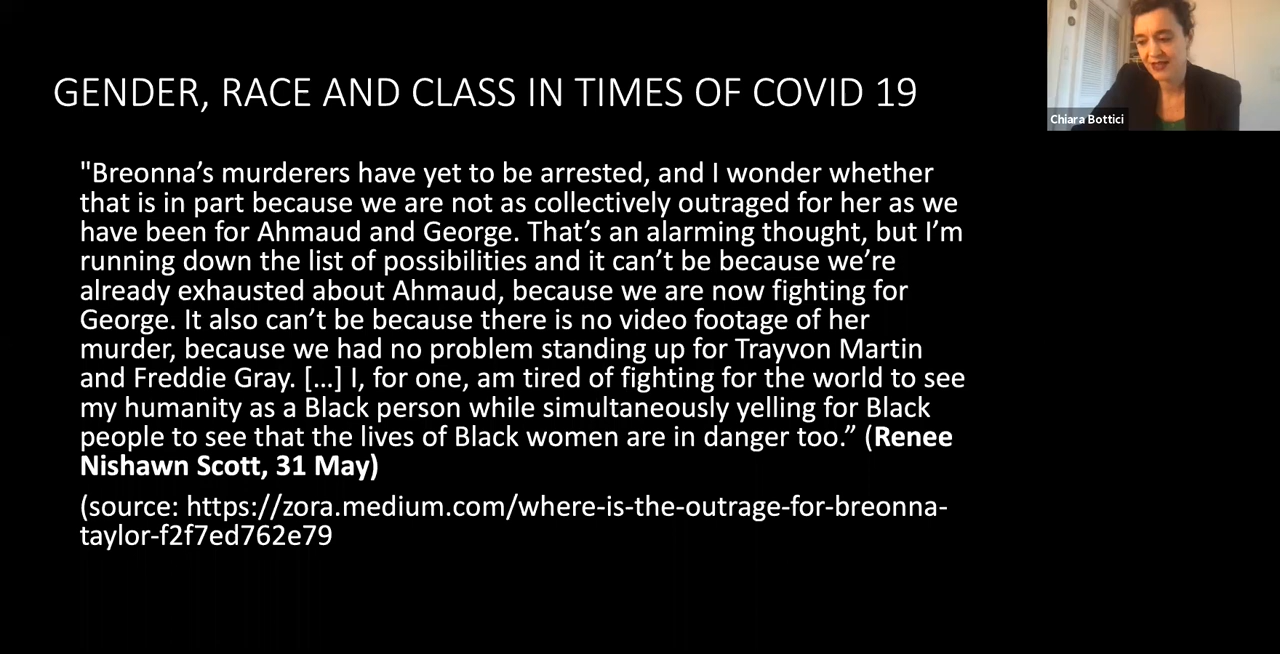 GENDER, RACE AND CLASS IN TIMES OF COVID 19
Chiara Bottici
"Breonna’s murderers have yet to be arrested, and I wonder whether
that is in part because we are not as collectively outraged for her as we
have been for Ahmaud and George. That’s an alarming thought, but I’m
running down the list of possibilities and it can’t be because we’re
already exhausted about Ahmaud, because we are now fighting for
George. It also can’t be because there is no video footage of her
murder, because we had no problem standing up for Trayvon Martin
and Freddie Gray. […] I, for one, am tired of fighting for the world to see
my humanity as a Black person while simultaneously yelling for Black
people to see that the lives of Black women are in danger too.” (Renee
Nishawn Scott, 31 May)
(source: https://zora.medium.com/where-is-the-outrage-for-breonna-
taylor-f2f7ed762e79